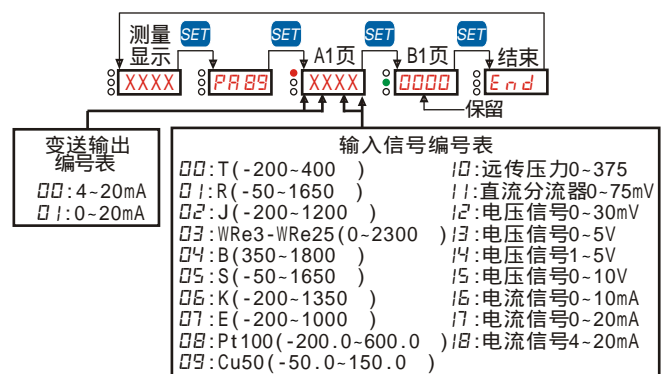 测量
显示
SET
SET
A1页
SET
B1页
SET
结束
XXXX
PA89
XXXX
0000
End
保留
变送输出
编号表
00:4~20mA
01:0~20mA
输入信号编号表
00:T(-200~400 )
01:R(-50~1650 )
02:J(-200~1200 )
03:WRe3-WRe25(0~2300 )
04:B(350~1800 )
05:S(-50~1650 )
06:K(-200~1350 )
07:E(-200~1000 )
08:Pt100(-200.0~600.0 )
09:Cu50(-50.0~150.0 )
10:远传压力0~375
11:直流分流器0~75mV
12:电压信号0~30mV
13:电压信号0~5V
14:电压信号1~5V
15:电压信号0~10V
16:电流信号0~10mA
17:电流信号0~20mA
18:电流信号4~20mA